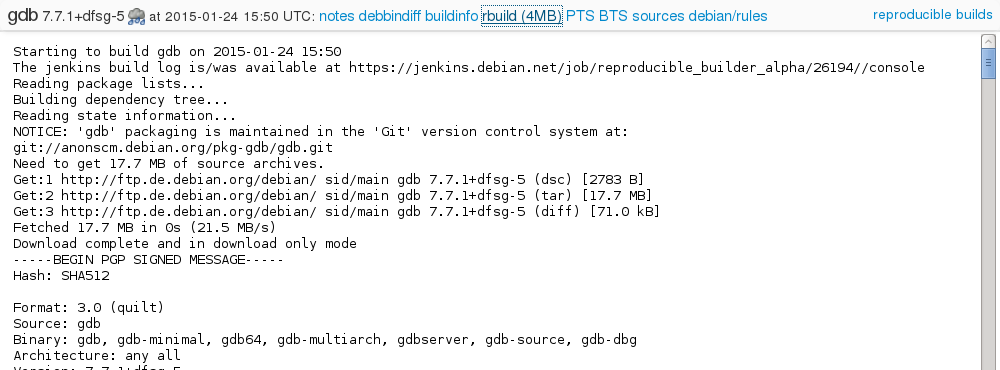 gdb 7.7.1+dfsg-5 at 2015-01-24 15:50 UTC: notes debbindiff buildinfo rbuild (4MB) PTS BTS sources debian/rules reproducible builds
Starting to build gdb on 2015-01-24 15:50
The jenkins build log is/was available at https://jenkins.debian.net/job/reproducible_builder_alpha/26194//console
Reading package lists...
Building dependency tree...
Reading state information...
NOTICE: 'gdb' packaging is maintained in the 'Git' version control system at:
git://anonscm.debian.org/pkg-gdb/gdb.git
Need to get 17.7 MB of source archives.
Get:1 http://ftp.de.debian.org/debian/ sid/main gdb 7.7.1+dfsg-5 (dsc) [2783 B]
Get:2 http://ftp.de.debian.org/debian/ sid/main gdb 7.7.1+dfsg-5 (tar) [17.7 MB]
Get:3 http://ftp.de.debian.org/debian/ sid/main gdb 7.7.1+dfsg-5 (diff) [71.0 kB]
Fetched 17.7 MB in 0s (21.5 MB/s)
Download complete and in download only mode
-----BEGIN PGP SIGNED MESSAGE-----
Hash: SHA512
Format: 3.0 (quilt)
Source: gdb
Binary: gdb, gdb-minimal, gdb64, gdb-multiarch, gdbserver, gdb-source, gdb-dbg
Architecture: any all
Version: 7.7.1+dfsg-5